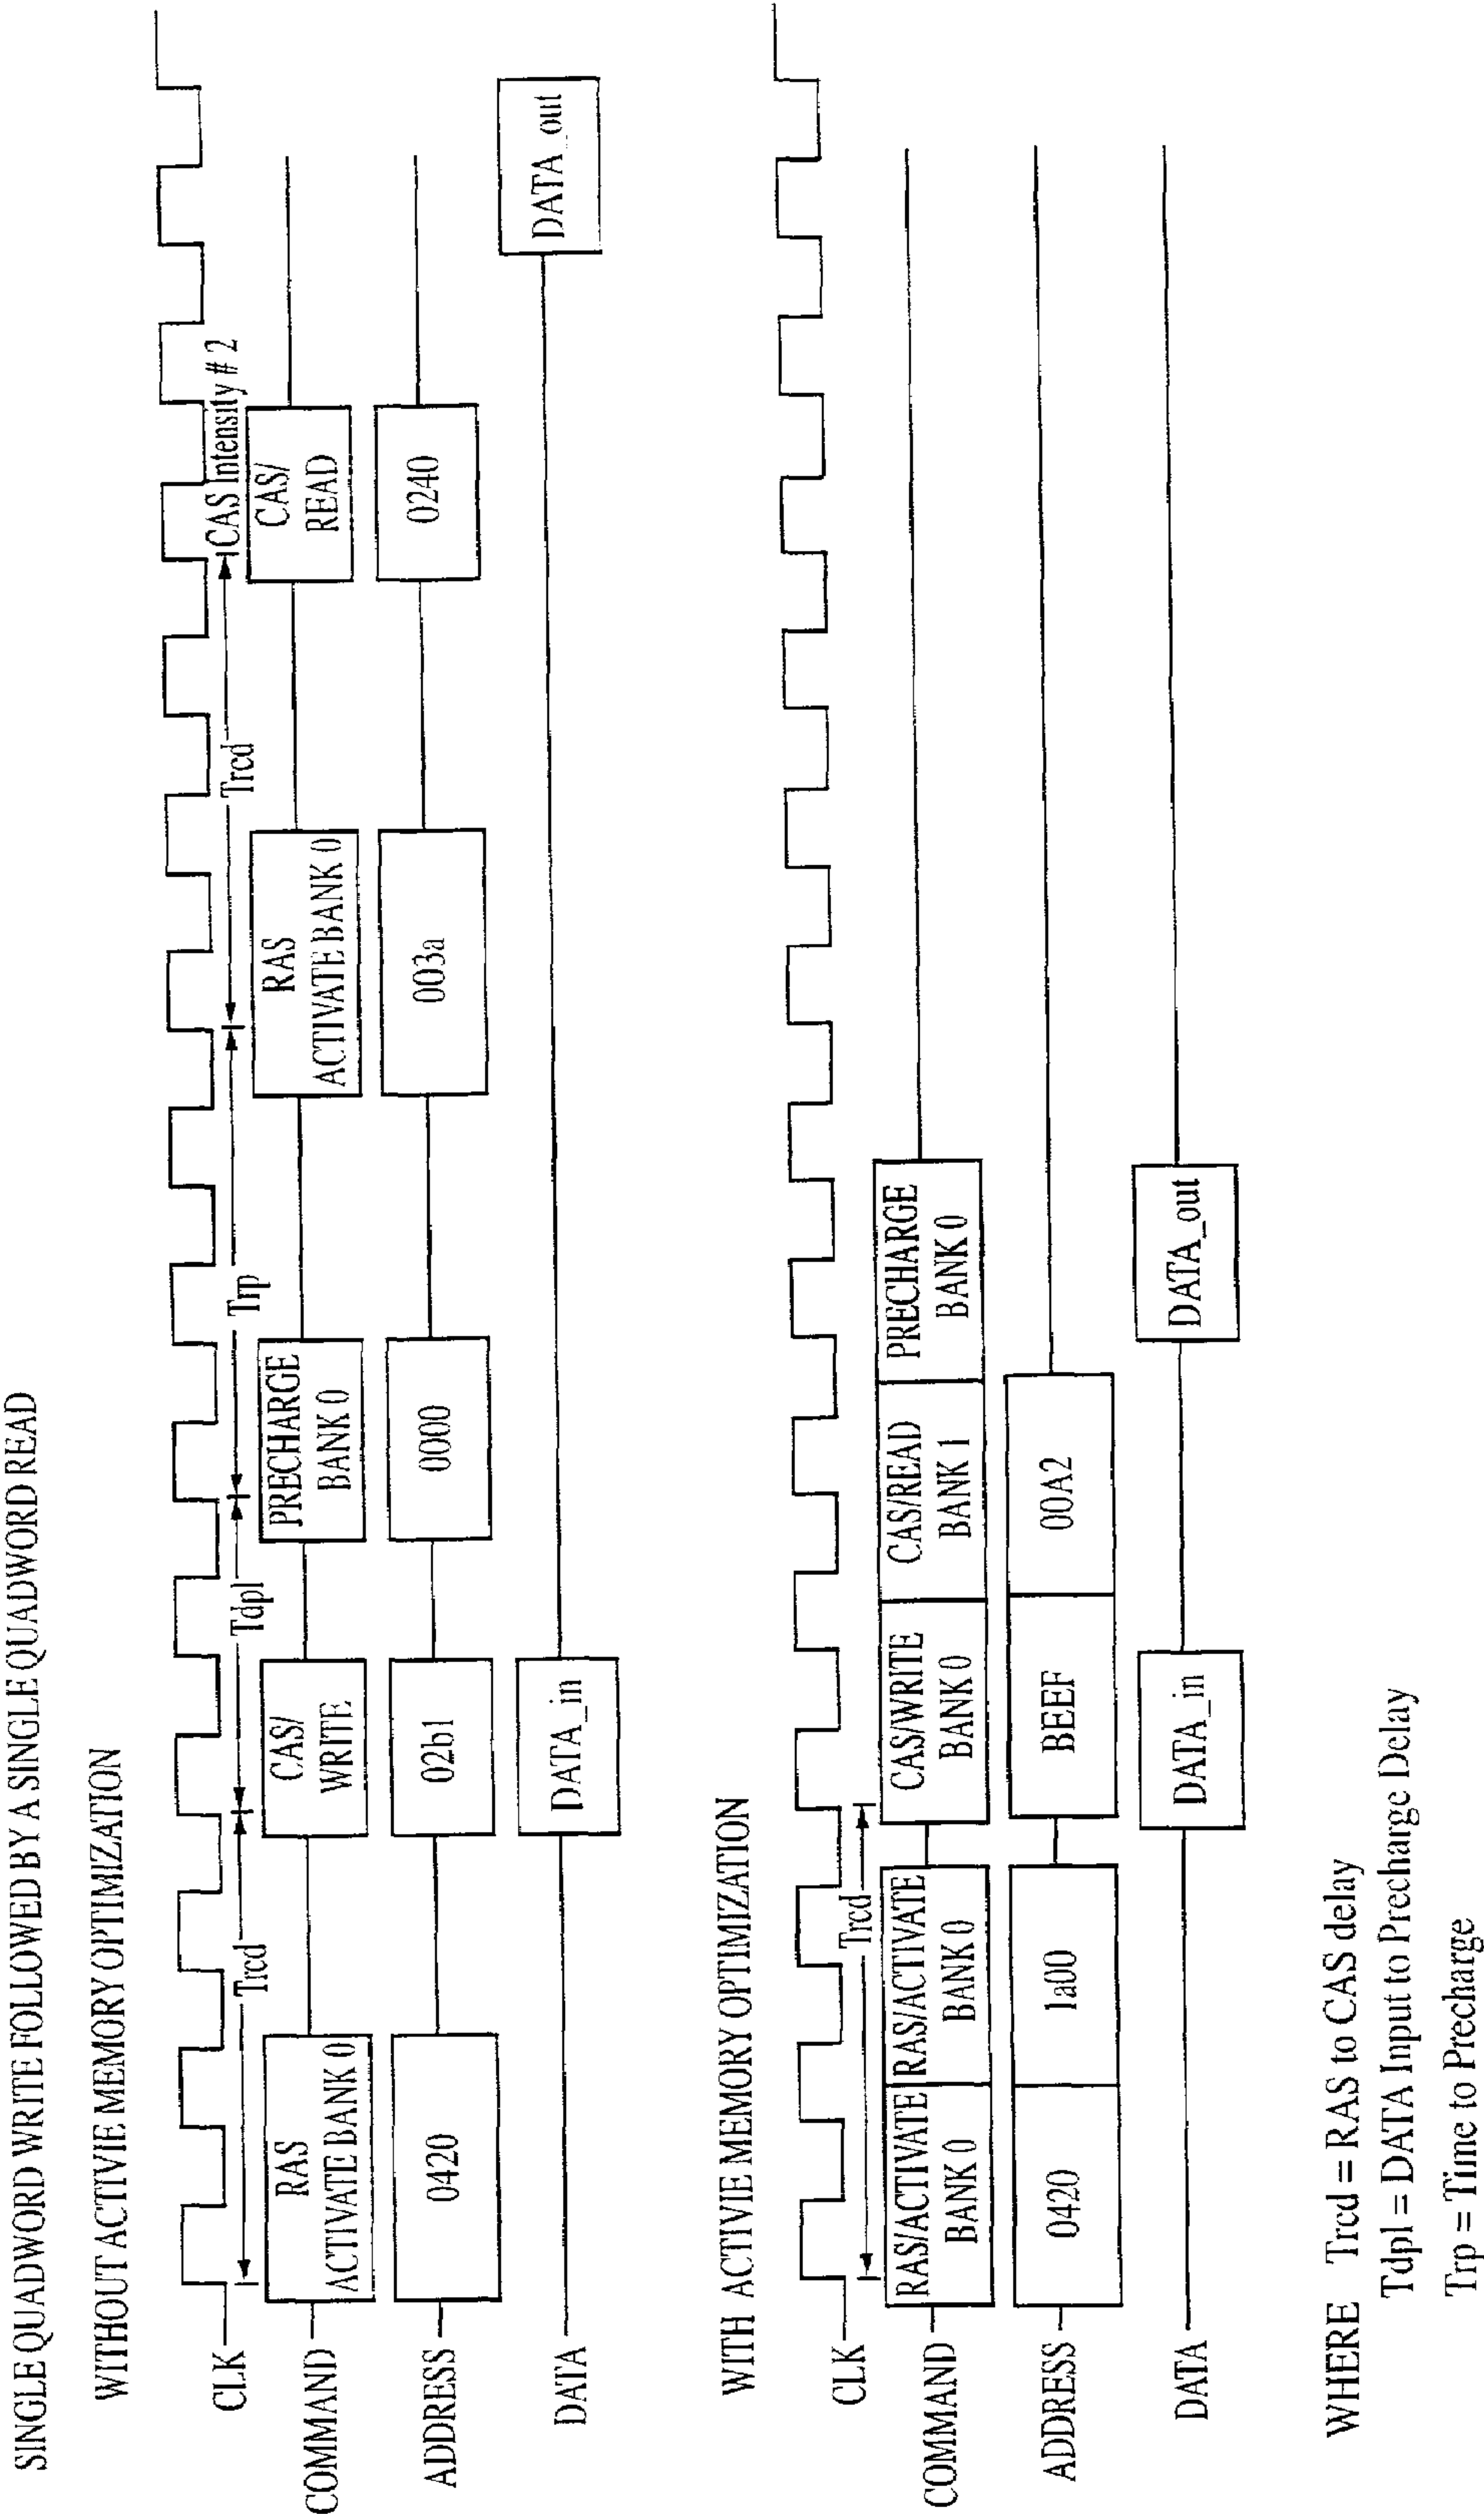 SINGLE QUADWORD WRITE FOLLOWED BY A SINGLE QUADWORD READ
WITHOUT ACTIVIE MEMORY OPTIMIZATION
CLK
Trcd
Tdpl
Trp
Trcd
CAS Intensity # 2
COMMAND
RAS
ACTIVATE BANK 0
CAS/
WRITE
PRECHARGE
BANK 0
RAS
ACTIVATE BANK 0
CAS/
READ
ADDRESS
0420
02b1
0000
003a
0240
DATA
DATA_in
DATA_out
WITH ACTIVIE MEMORY OPTIMIZATION
CLK
Trcd
COMMAND
RAS/ACTIVATE
BANK 0
RAS/ACTIVATE
BANK 0
CAS/WRITE
BANK 0
CAS/READ
BANK 1
PRECHARGE
BANK 0
ADDRESS
0420
1a00
BEEF
00A2
DATA
DATA_in
DATA_out
WHERE Trcd = RAS to CAS delay
Tdpl = DATA Input to Precharge Delay
Trp = Time to Precharge